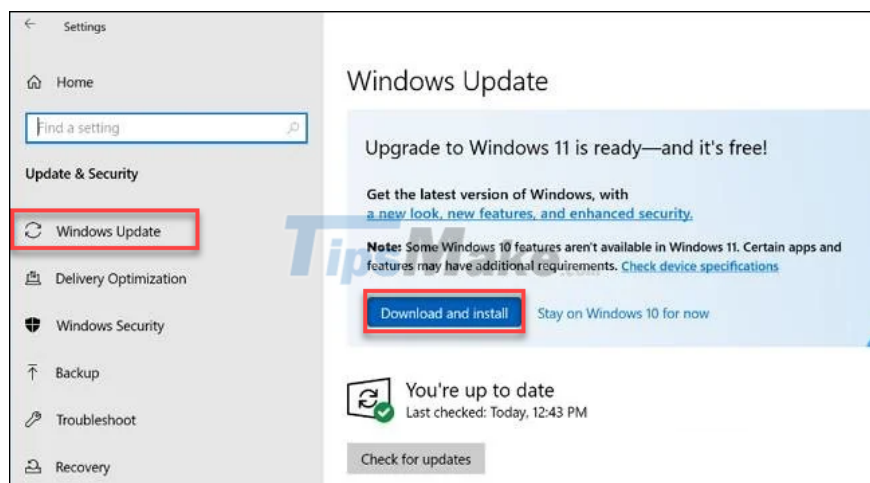 Settings
Home
Find a setting
Update & Security
Windows Update
Delivery Optimization
Windows Security
Backup
Troubleshoot
Recovery
Windows Update
Upgrade to Windows 11 is ready—and it's free!
Get the latest version of Windows, with
a new look, new features, and enhanced security.
Note: Some Windows 10 features aren't available in Windows 11. Certain apps and
features may have additional requirements. Check device specifications
TipsMake.com
Download and install
Stay on Windows 10 for now
You're up to date
Last checked: Today, 12:43 PM
Check for updates